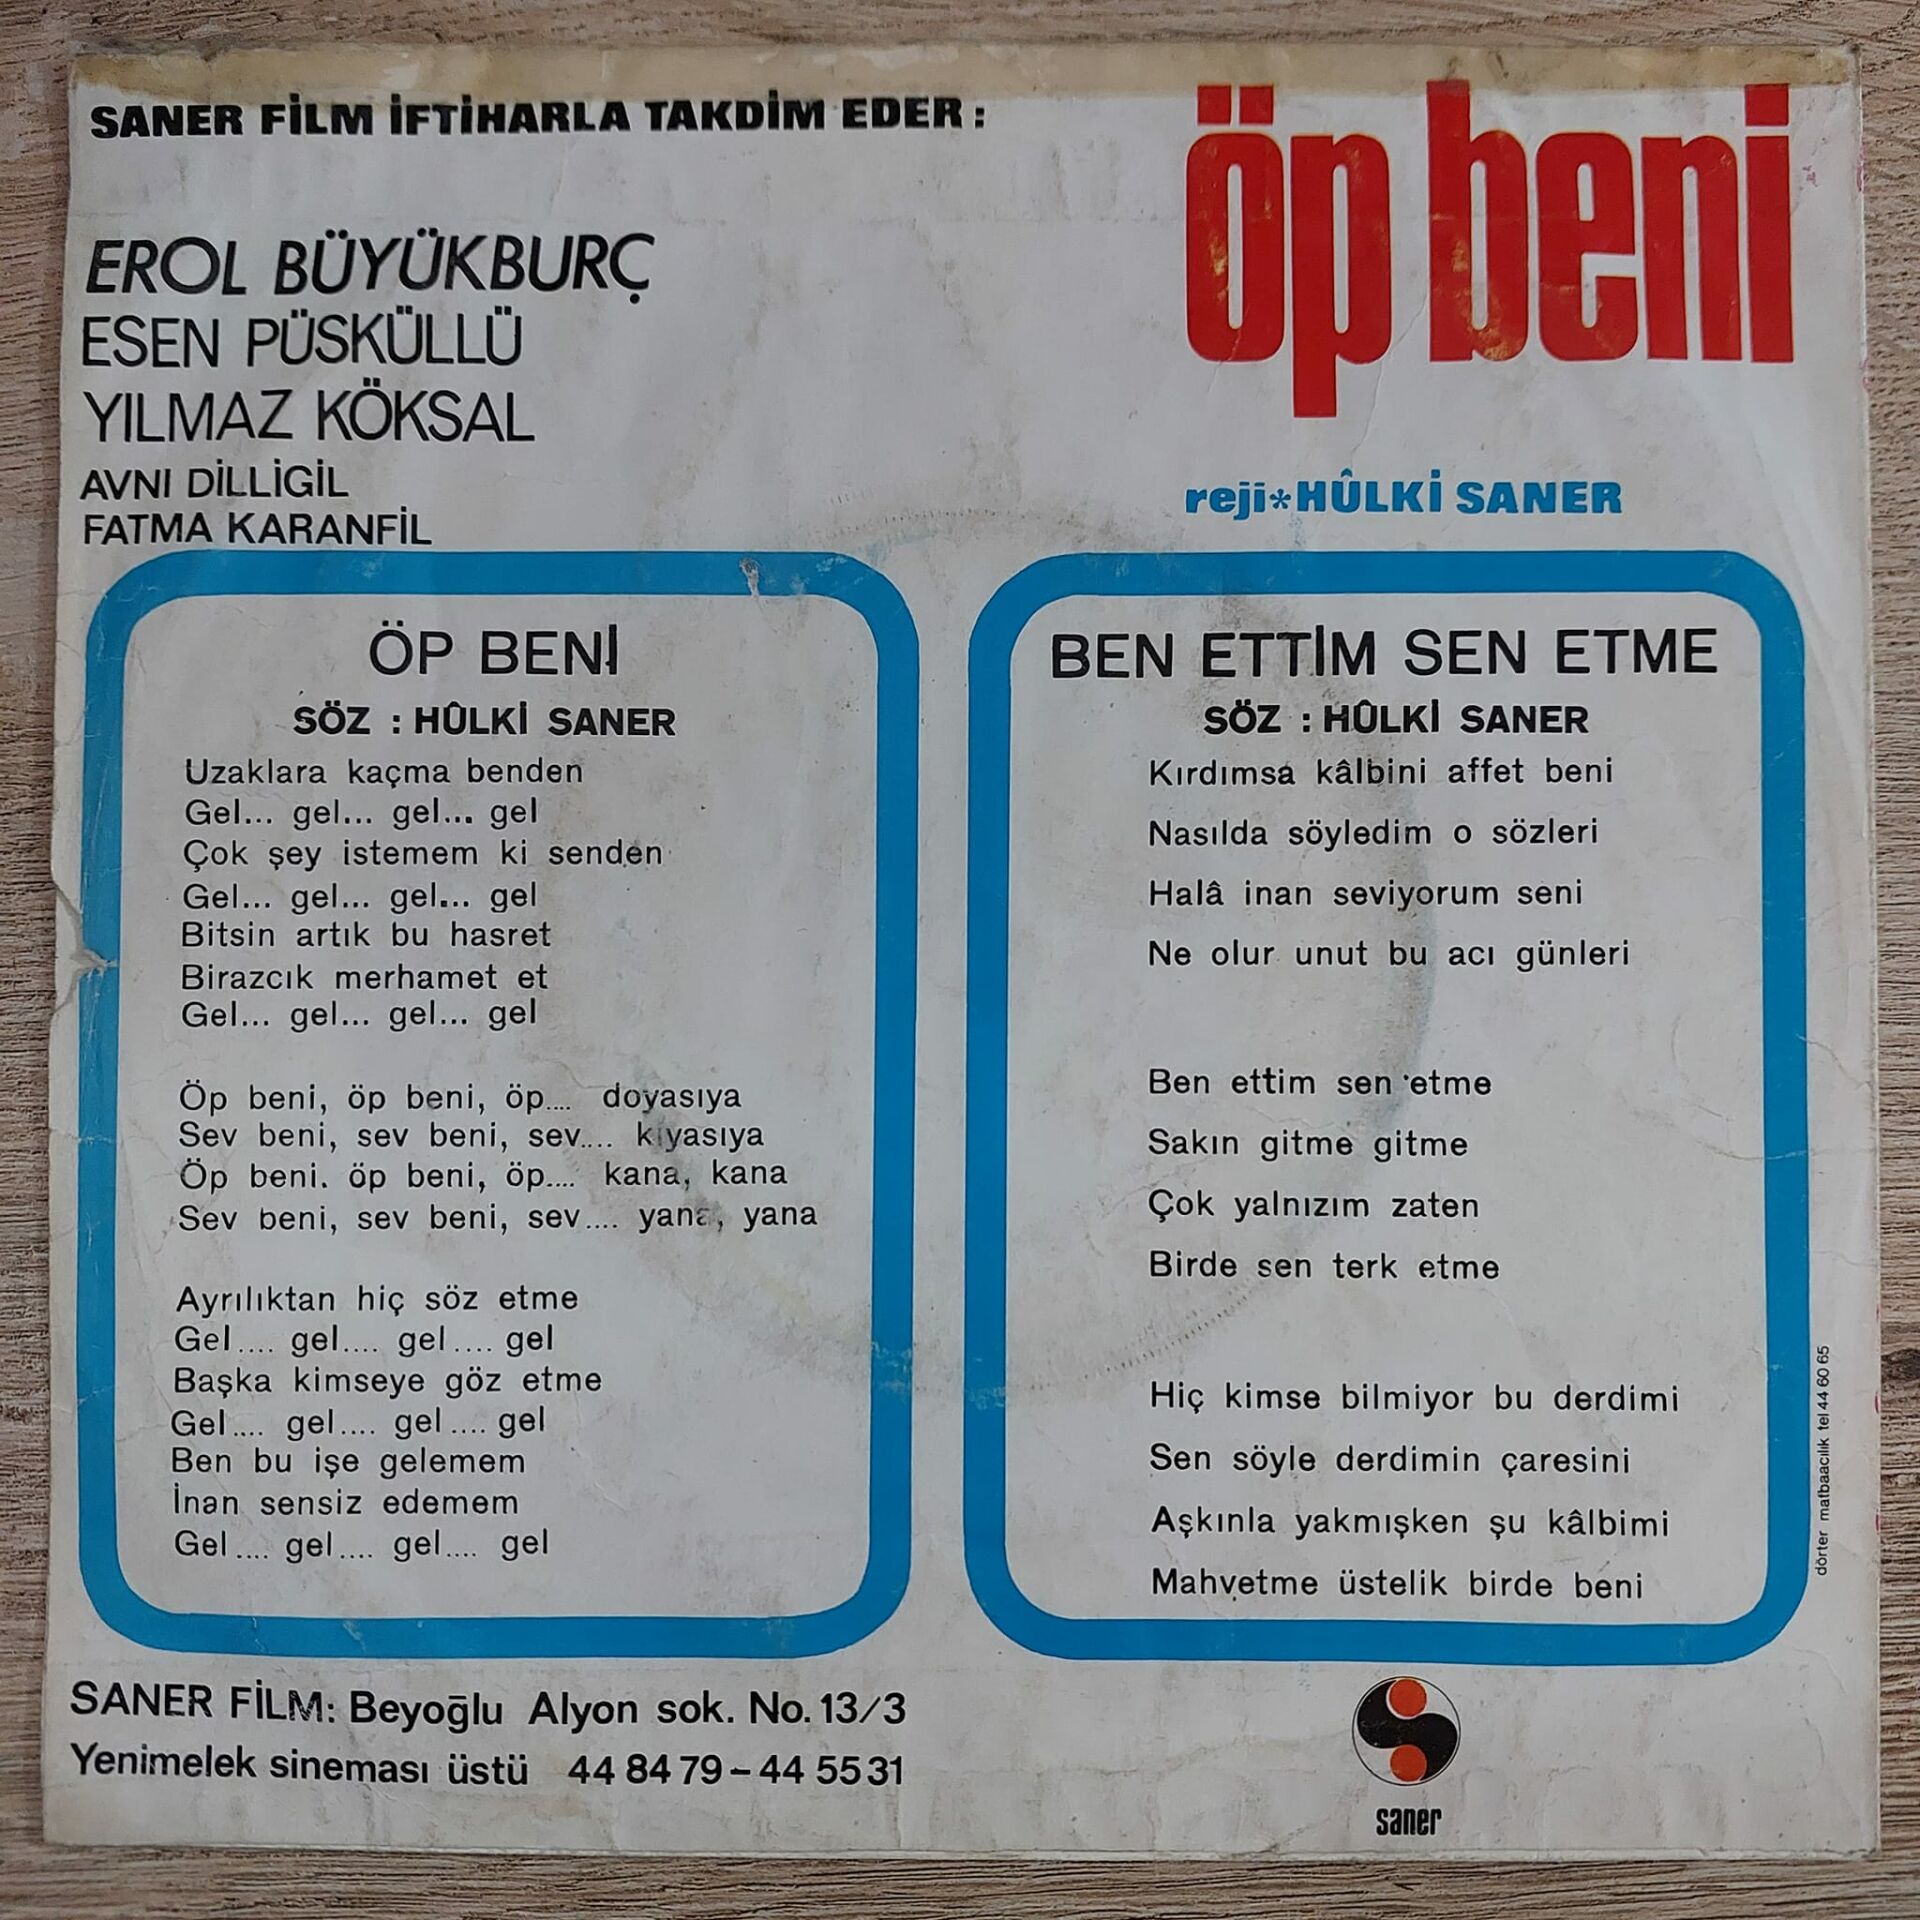 SANER FİLM İFTİHARLA TAKDİM EDER :
öp beni
EROL BÜYÜKBURÇ
ESEN PÜSKÜLLÜ
YILMAZ KÖKSAL
AVNI DİLLİGİL
FATMA KARANFİL
reji*HÛLKİ SANER
ÖP BENİ
SÖZ : HÛLKİ SANER
Uzaklara kaçma benden
Gel... gel... gel... gel
Çok şey istemem ki senden
Gel... gel... gel... gel
Bitsin artık bu hasret
Birazcık merhamet et
Gel... gel... gel... gel
Öp beni, öp beni, öp.... doyasıya
Sev beni, sev beni, sev.... kıyasıya
Öp beni. öp beni, öp.... kana, kana
Sev beni, sev beni, sev.... yana, yana
Ayrılıktan hiç söz etme
Gel.... gel.... gel.... gel
Başka kimseye göz etme
Gel.... gel.... gel.... gel
Ben bu işe gelemem
İnan sensiz edemem
Gel.... gel.... gel.... gel
BEN ETTİM SEN ETME
SÖZ : HÛLKİ SANER
Kırdımsa kâlbini affet beni
Nasılda söyledim o sözleri
Halâ inan seviyorum seni
Ne olur unut bu acı günleri
Ben ettim sen etme
Sakın gitme gitme
Çok yalnızım zaten
Birde sen terk etme
Hiç kimse bilmiyor bu derdimi
Sen söyle derdimin çaresini
Aşkınla yakmışken şu kâlbimi
Mahvetme üstelik birde beni
dörter matbaacılık tel 44 60 65
SANER FİLM: Beyoğlu Alyon sok. No. 13/3
Yenimelek sineması üstü 44 84 79 – 44 55 31
saner